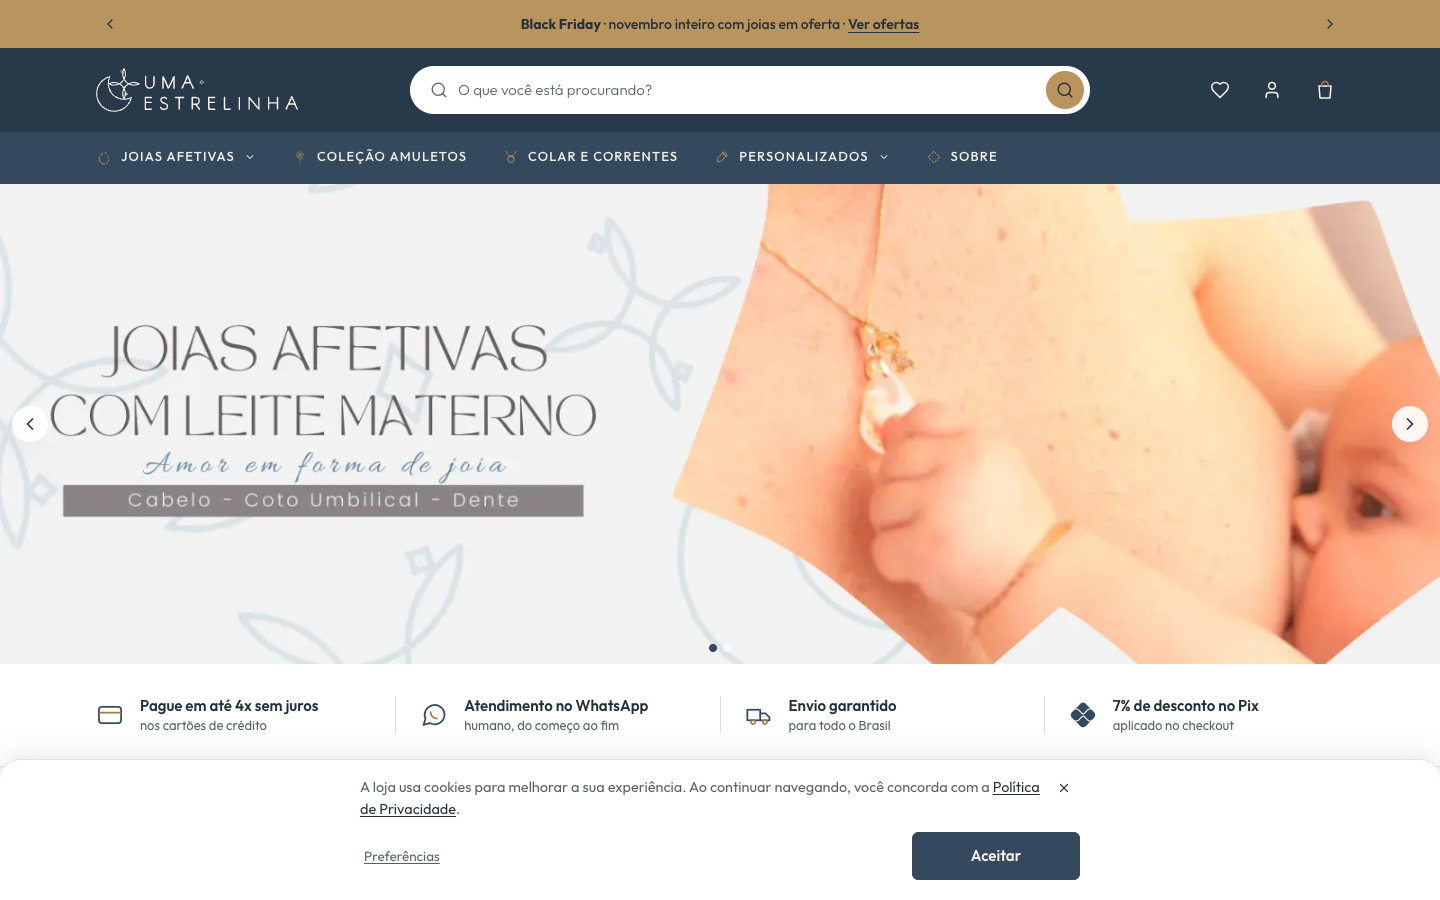 Black Friday · novembro inteiro com joias em oferta · Ver ofertas
UMA
ESTRELINHA
O que você está procurando?
JOIAS AFETIVAS
COLEÇÃO AMULETOS
COLAR E CORRENTES
PERSONALIZADOS
SOBRE
JOIAS AFETIVAS
COM LEITE MATERNO
Amor em forma de joia
Cabelo - Coto Umbilical - Dente
Pague em até 4x sem juros
nos cartões de crédito
Atendimento no WhatsApp
humano, do começo ao fim
Envio garantido
para todo o Brasil
7% de desconto no Pix
aplicado no checkout
A loja usa cookies para melhorar a sua experiência. Ao continuar navegando, você concorda com a Política
de Privacidade.
Preferências
Aceitar